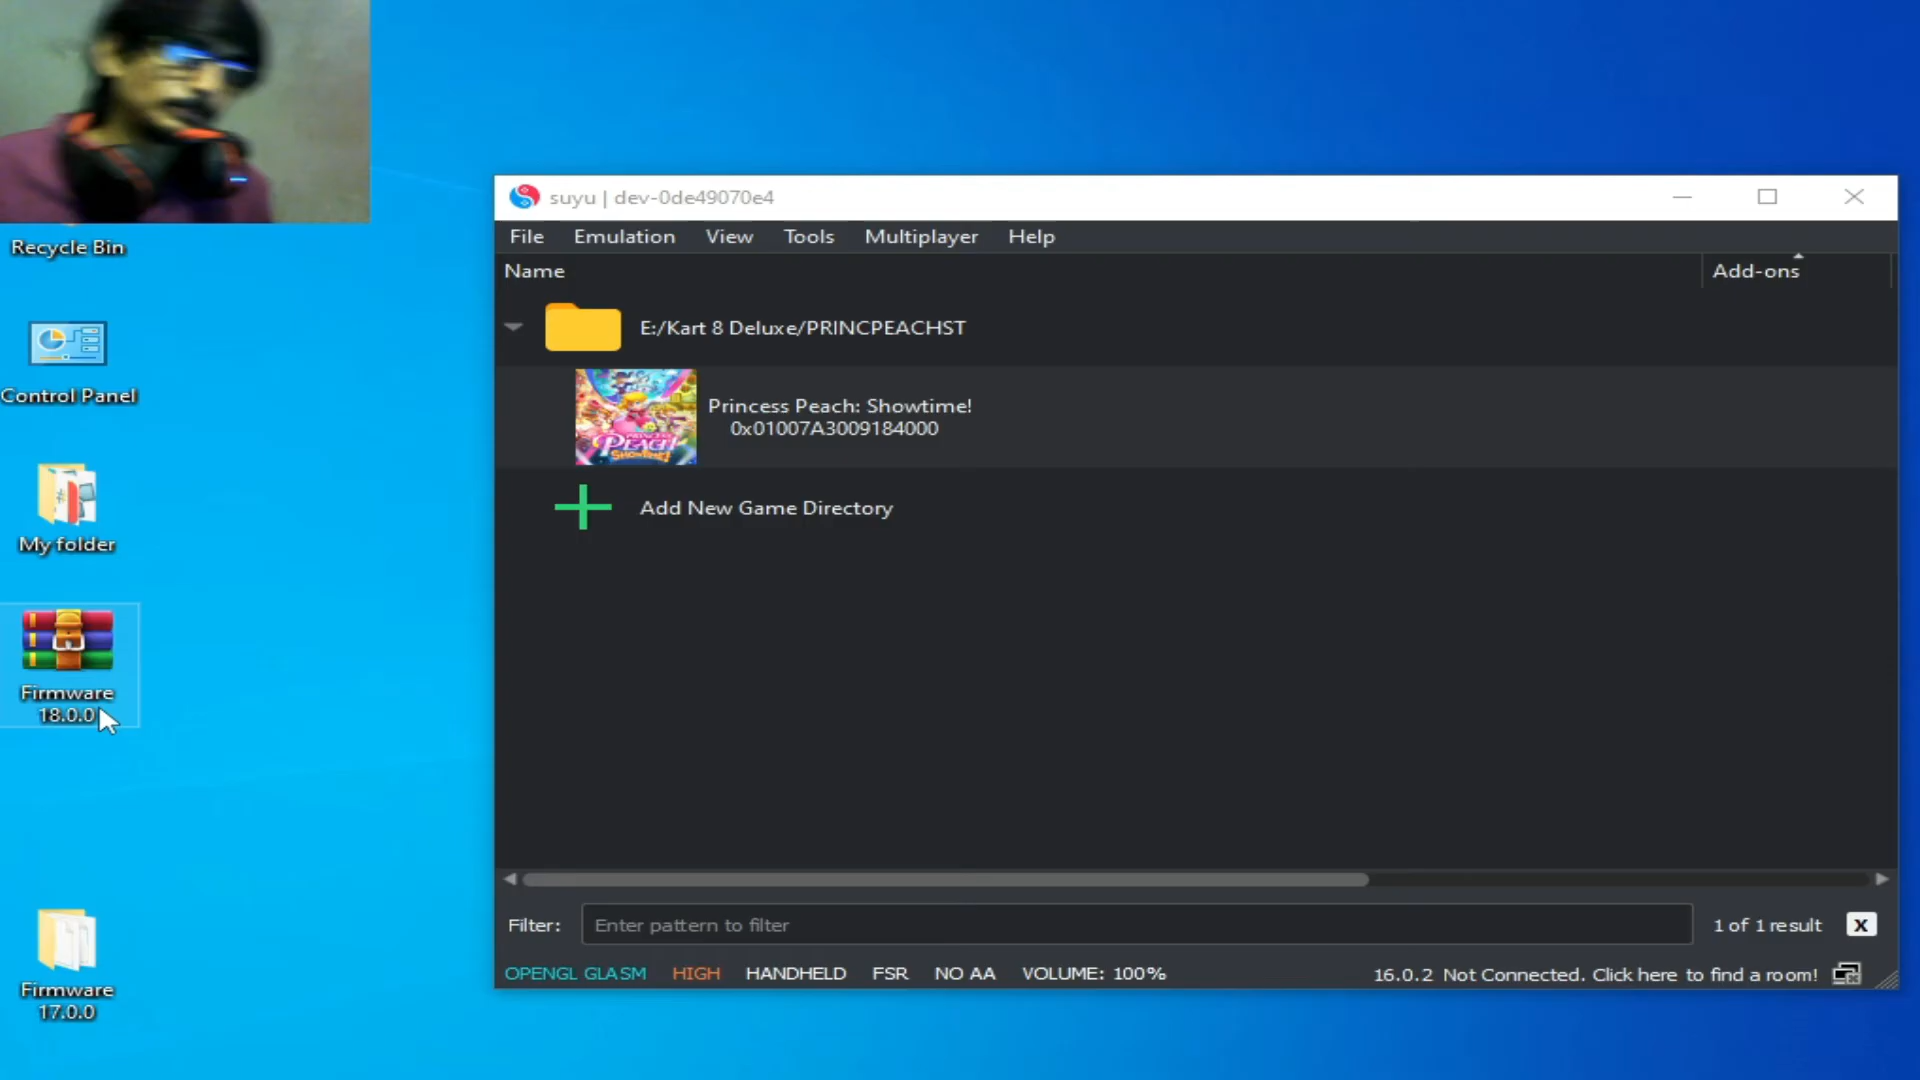 Recycle Bin
Control Panel
My folder
Firmware
18.0.0
Firmware
17.0.0
suyu | dev-0de49070e4
File Emulation View Tools Multiplayer Help
Name Add-ons
E:/Kart 8 Deluxe/PRINCPEACHST
PRINCESS
PEACH
SHOWTIME!
Princess Peach: Showtime!
0x01007A3009184000
Add New Game Directory
Filter: Enter pattern to filter 1 of 1 result X
OPENGL GLASM HIGH HANDHELD FSR NO AA VOLUME: 100% 16.0.2 Not Connected. Click here to find a room!